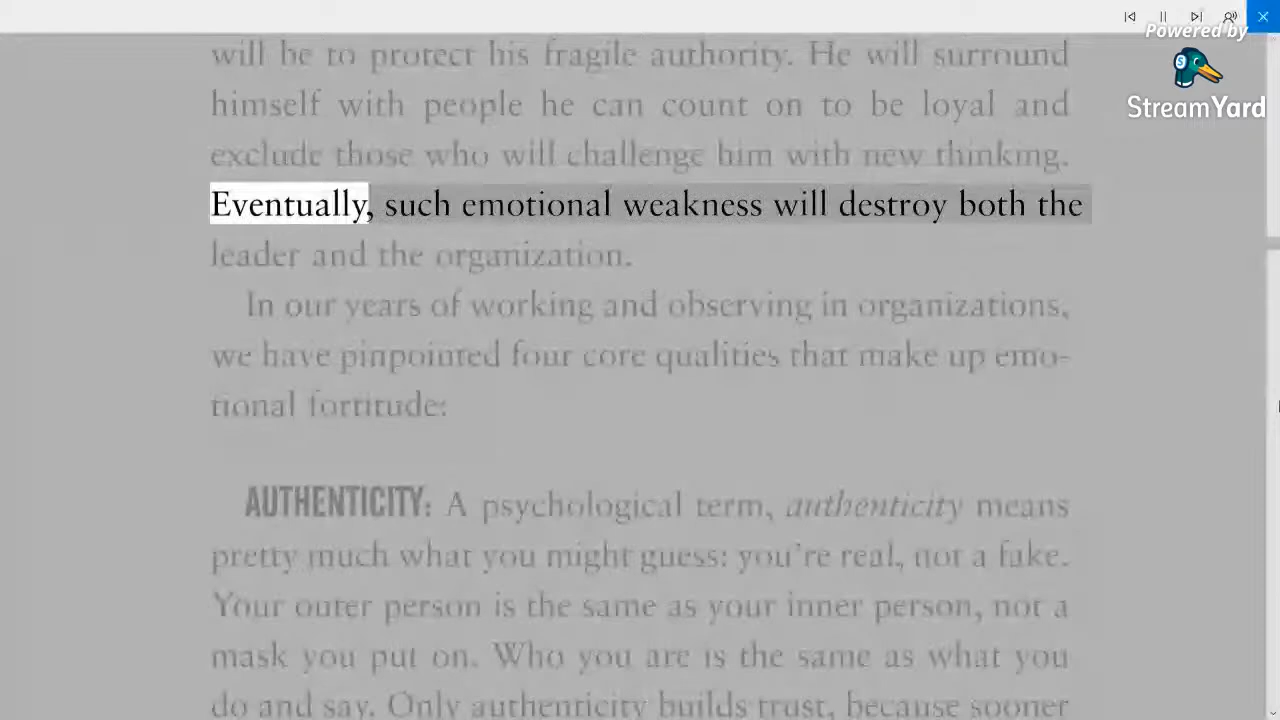 Powered by
StreamYard
will be to protect his fragile authority. He will surround
himself with people he can count on to be loyal and
exclude those who will challenge him with new thinking.
Eventually, such emotional weakness will destroy both the
leader and the organization.
In our years of working and observing in organizations,
we have pinpointed four core qualities that make up emo-
tional fortitude:
AUTHENTICITY: A psychological term, authenticity means
pretty much what you might guess: you're real, not a fake.
Your outer person is the same as your inner person, not a
mask you put on. Who you are is the same as what you
do and say. Only authenticity builds trust, because sooner